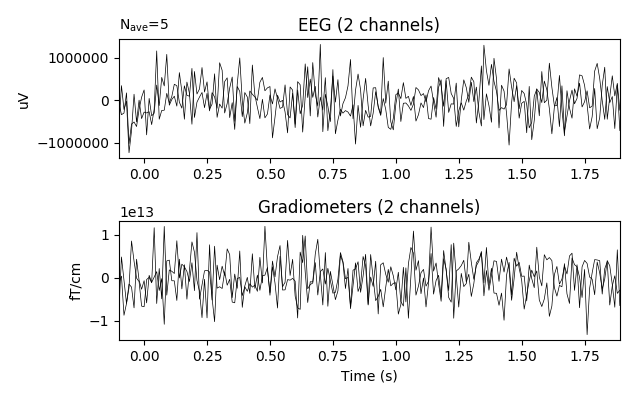 N_ave=5
EEG (2 channels)
1000000
0
−1000000
uV
0.00 0.25 0.50 0.75 1.00 1.25 1.50 1.75
1e13
Gradiometers (2 channels)
1
0
−1
fT/cm
0.00 0.25 0.50 0.75 1.00 1.25 1.50 1.75
Time (s)